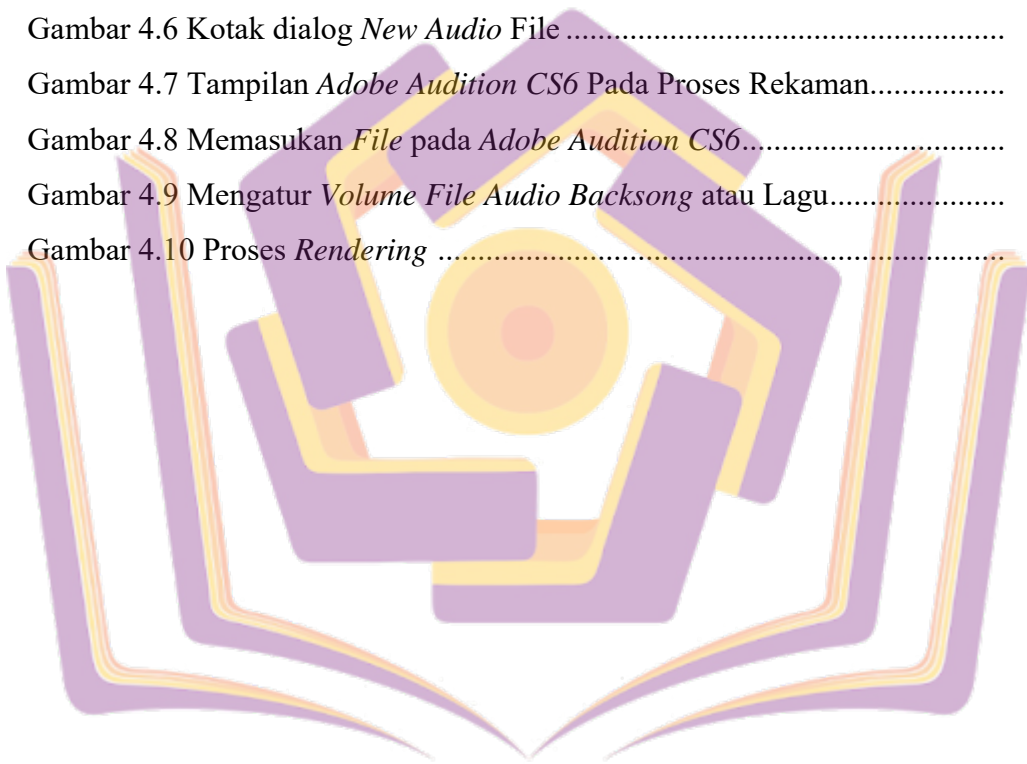 Gambar 4.6 Kotak dialog New Audio File ........................................................
Gambar 4.7 Tampilan Adobe Audition CS6 Pada Proses Rekaman.................
Gambar 4.8 Memasukan File pada Adobe Audition CS6.................................
Gambar 4.9 Mengatur Volume File Audio Backsong atau Lagu......................
Gambar 4.10 Proses Rendering ........................................................................